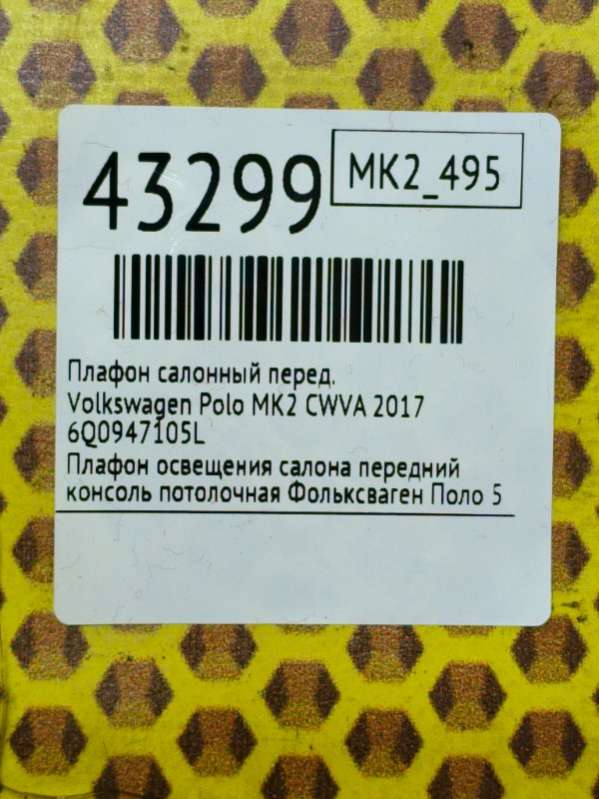 43299
MK2_495
Плафон салонный перед.
Volkswagen Polo MK2 CWVA 2017
6Q0947105L
Плафон освещения салона передний
консоль потолочная Фольксваген Поло 5